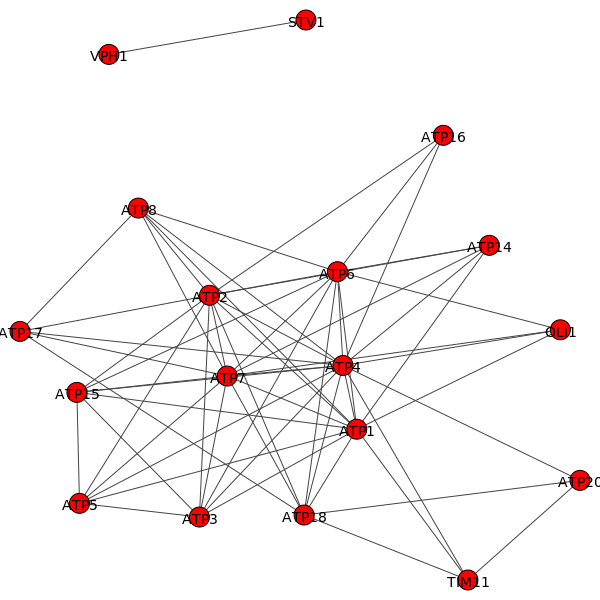 STV1
VPH1
ATP16
ATP8
ATP14
ATP6
ATP2
OLI1
ATP17
ATP4
ATP7
ATP15
ATP1
ATP20
ATP5
ATP18
ATP3
TIM11